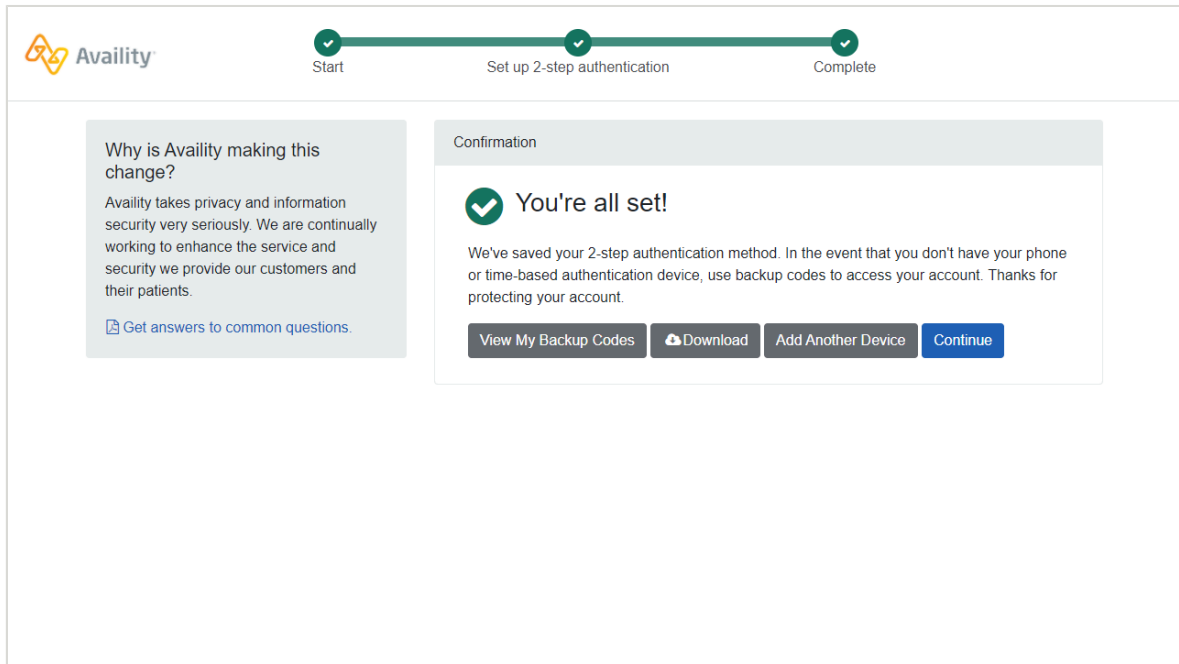 Availity
Start
Set up 2-step authentication
Complete
Why is Availity making this
change?
Availity takes privacy and information
security very seriously. We are continually
working to enhance the service and
security we provide our customers and
their patients.
Get answers to common questions.
Confirmation
You're all set!
We've saved your 2-step authentication method. In the event that you don't have your phone
or time-based authentication device, use backup codes to access your account. Thanks for
protecting your account.
View My Backup Codes
Download
Add Another Device
Continue